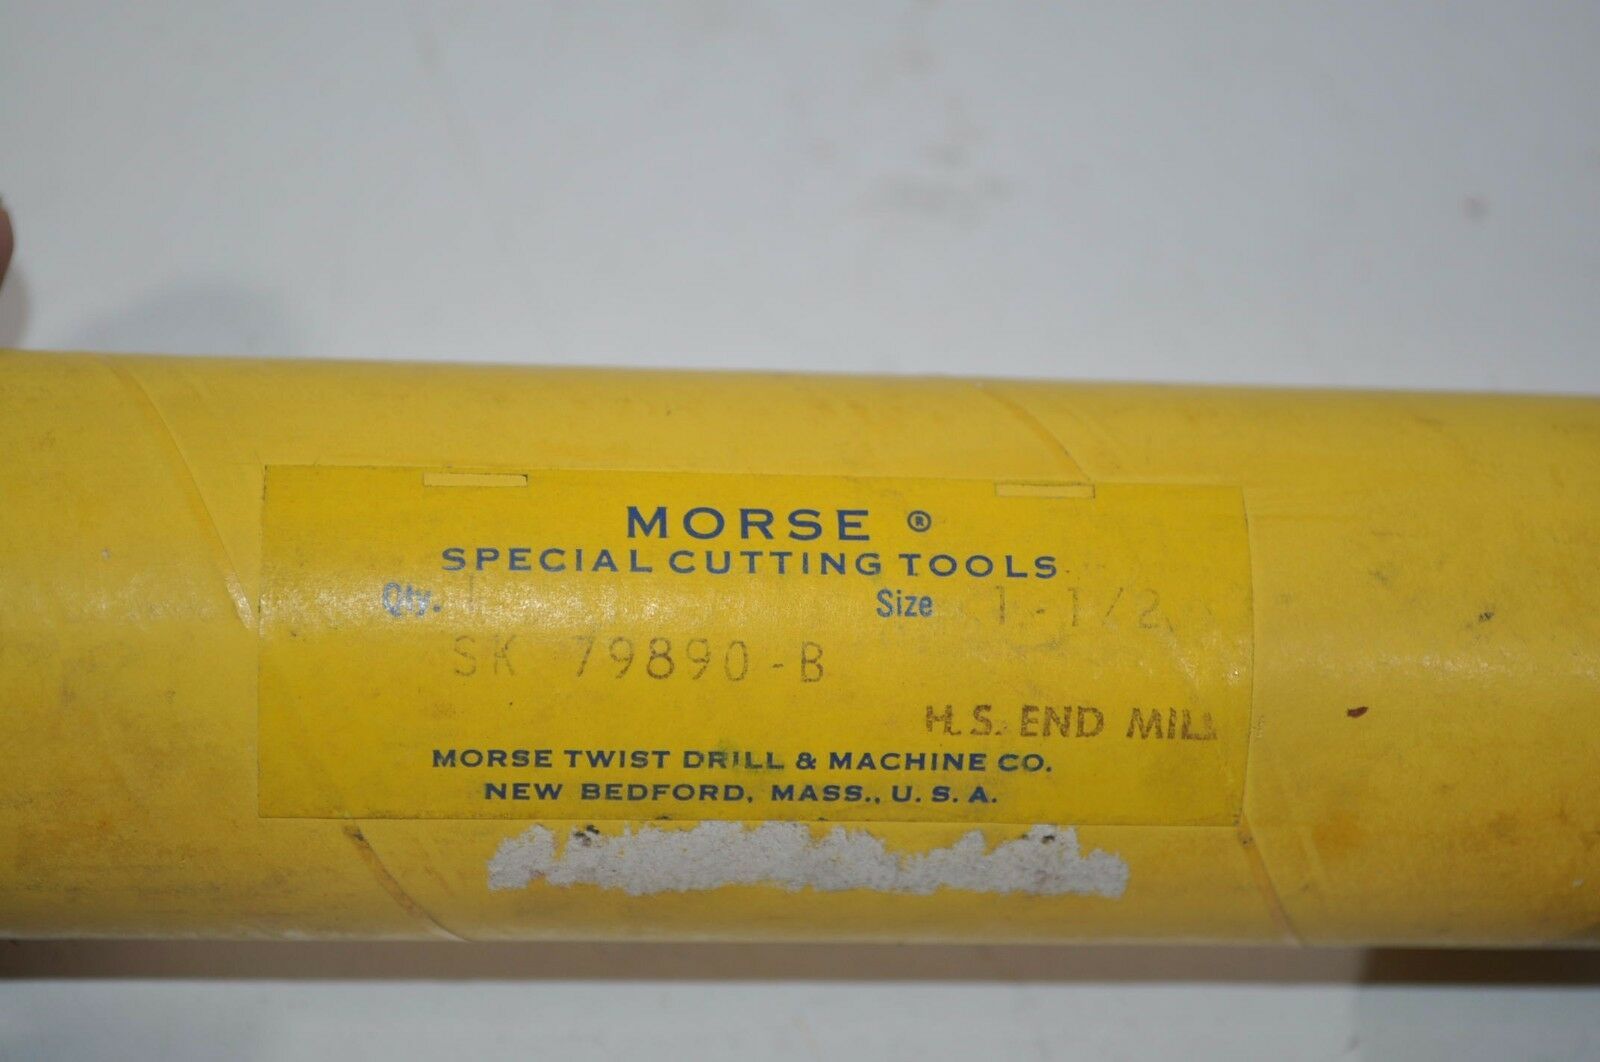 MORSE ®
SPECIAL CUTTING TOOLS
Qty. 1 Size 1-1/2
SK 79890-B
H.S. END MILL
MORSE TWIST DRILL & MACHINE CO.
NEW BEDFORD, MASS., U. S. A.